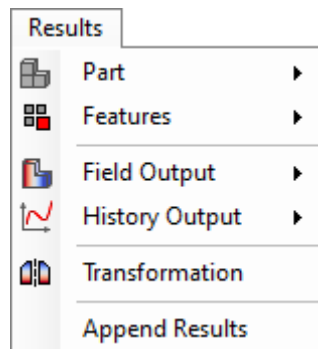 Results
Part
Features
Field Output
History Output
Transformation
Append Results